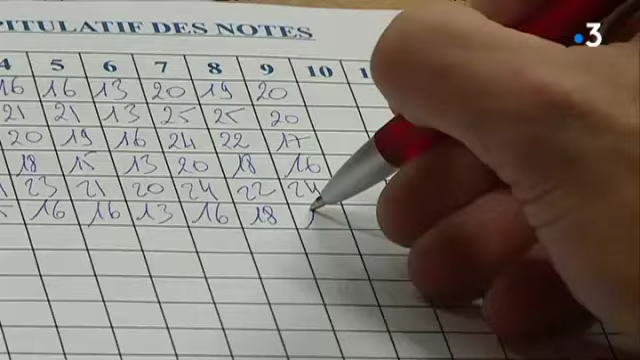 3
PITULATIF DES NOTES
4 5 6 7 8 9 10 1
16 16 13 20 19 20
21 21 13 25 25 20
20 19 16 24 22 17
18 15 13 20 18 16
23 21 20 24 22 24
16 16 13 16 18